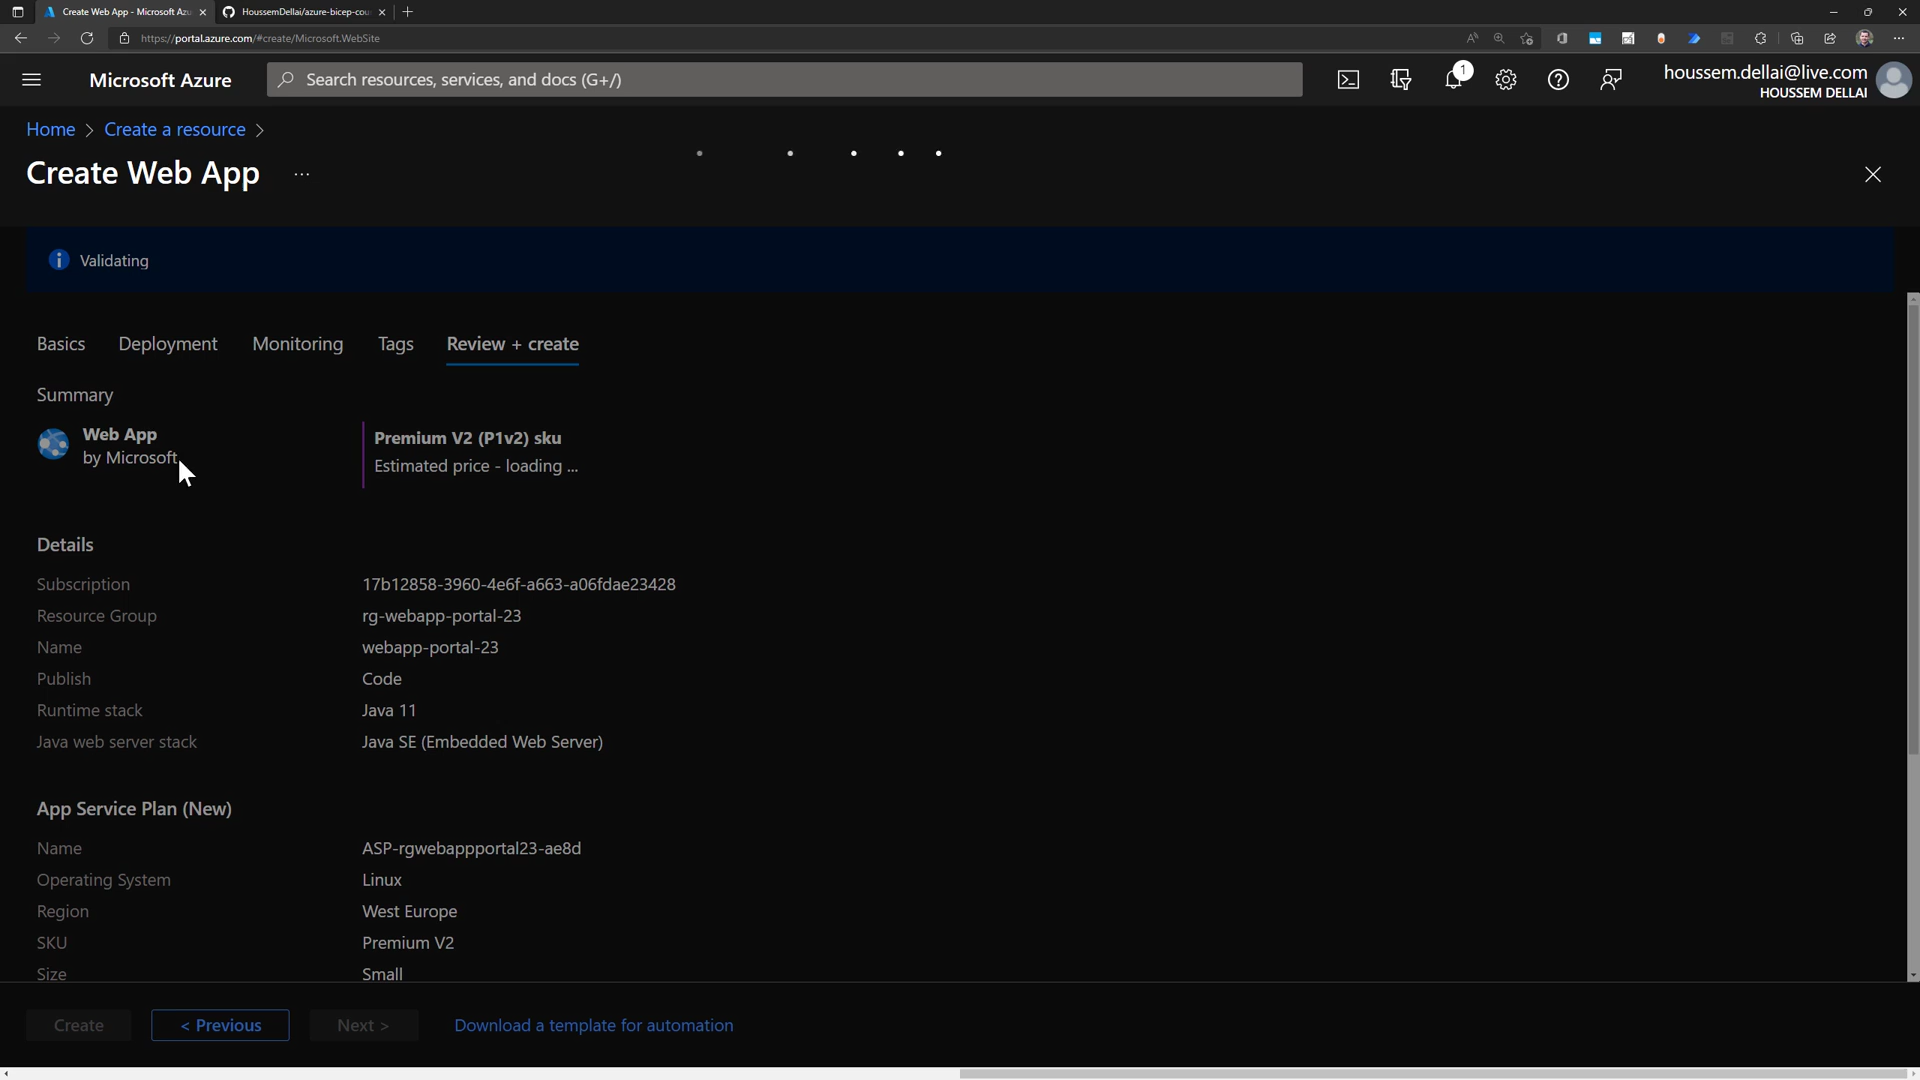 Create Web App - Microsoft Azu
HoussemDellai/azure-bicep-cou
https://portal.azure.com/#create/Microsoft.WebSite
Microsoft Azure
Search resources, services, and docs (G+/)
1
houssem.dellai@live.com
HOUSSEM DELLAI
Home > Create a resource >
Create Web App ...
Validating
Basics Deployment Monitoring Tags Review + create
Summary
Web App
by Microsoft
Premium V2 (P1v2) sku
Estimated price - loading ...
Details
Subscription 17b12858-3960-4e6f-a663-a06fdae23428
Resource Group rg-webapp-portal-23
Name webapp-portal-23
Publish Code
Runtime stack Java 11
Java web server stack Java SE (Embedded Web Server)
App Service Plan (New)
Name ASP-rgwebappportal23-ae8d
Operating System Linux
Region West Europe
SKU Premium V2
Size Small
Create < Previous Next > Download a template for automation